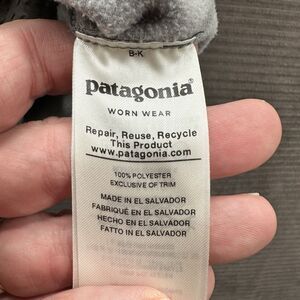 B-K
patagonia®
WORN WEAR
Repair, Reuse, Recycle
This Product
www.patagonia.com
100% POLYESTER
EXCLUSIVE OF TRIM
MADE IN EL SALVADOR
FABRIQUÉ EN EL SALVADOR
HECHO EN EL SALVADOR
FATTO IN EL SALVADOR